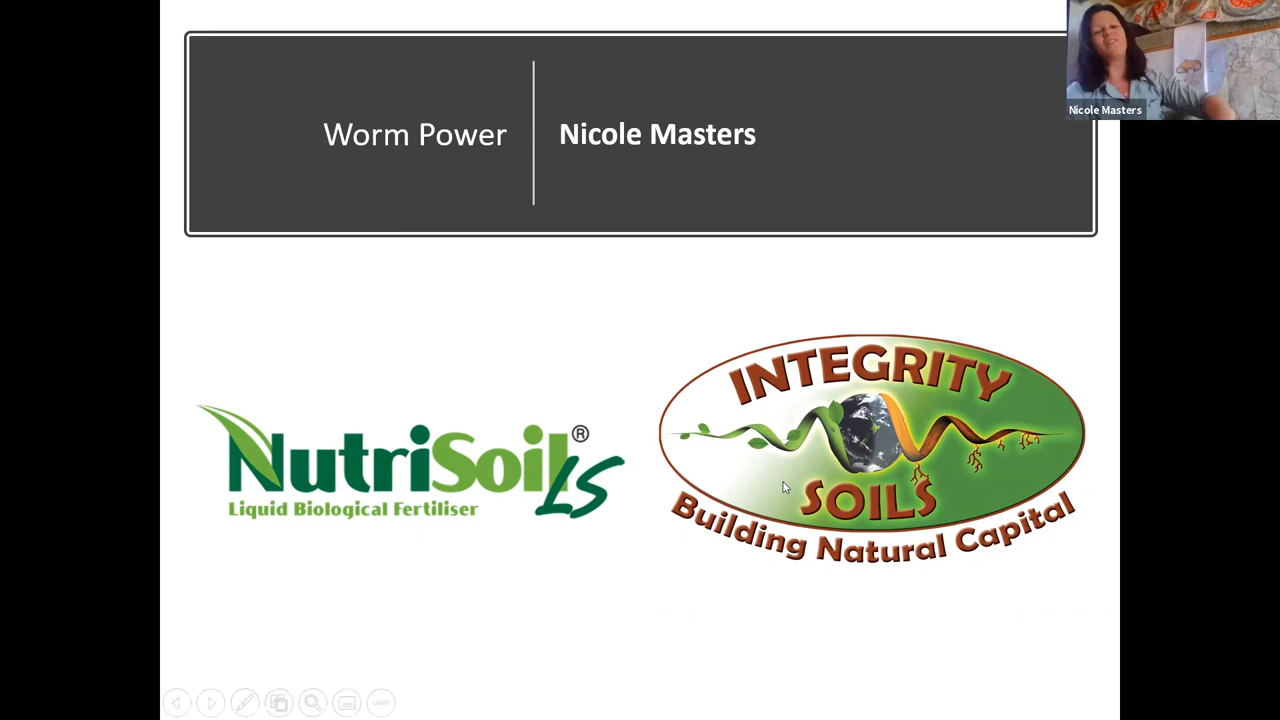 Worm Power
Nicole Masters
Nicole Masters
NutriSoil® LS
Liquid Biological Fertiliser
INTEGRITY
SOILS
Building Natural Capital